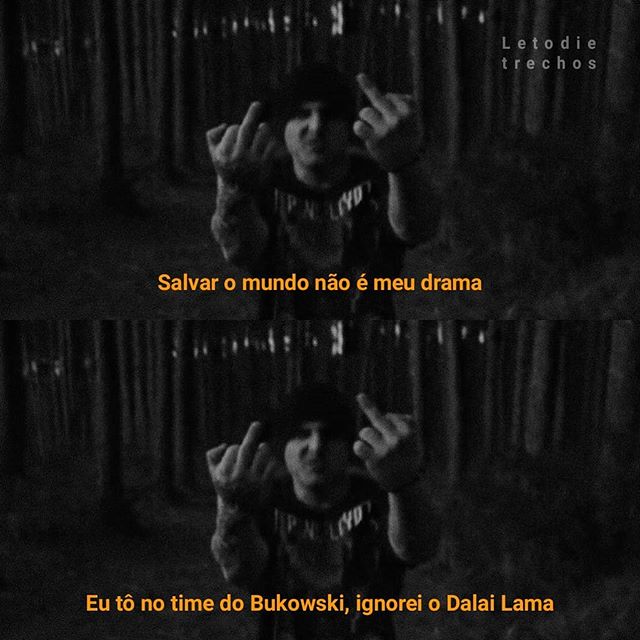 Letodie
trechos
Salvar o mundo não é meu drama
Eu tô no time do Bukowski, ignorei o Dalai Lama